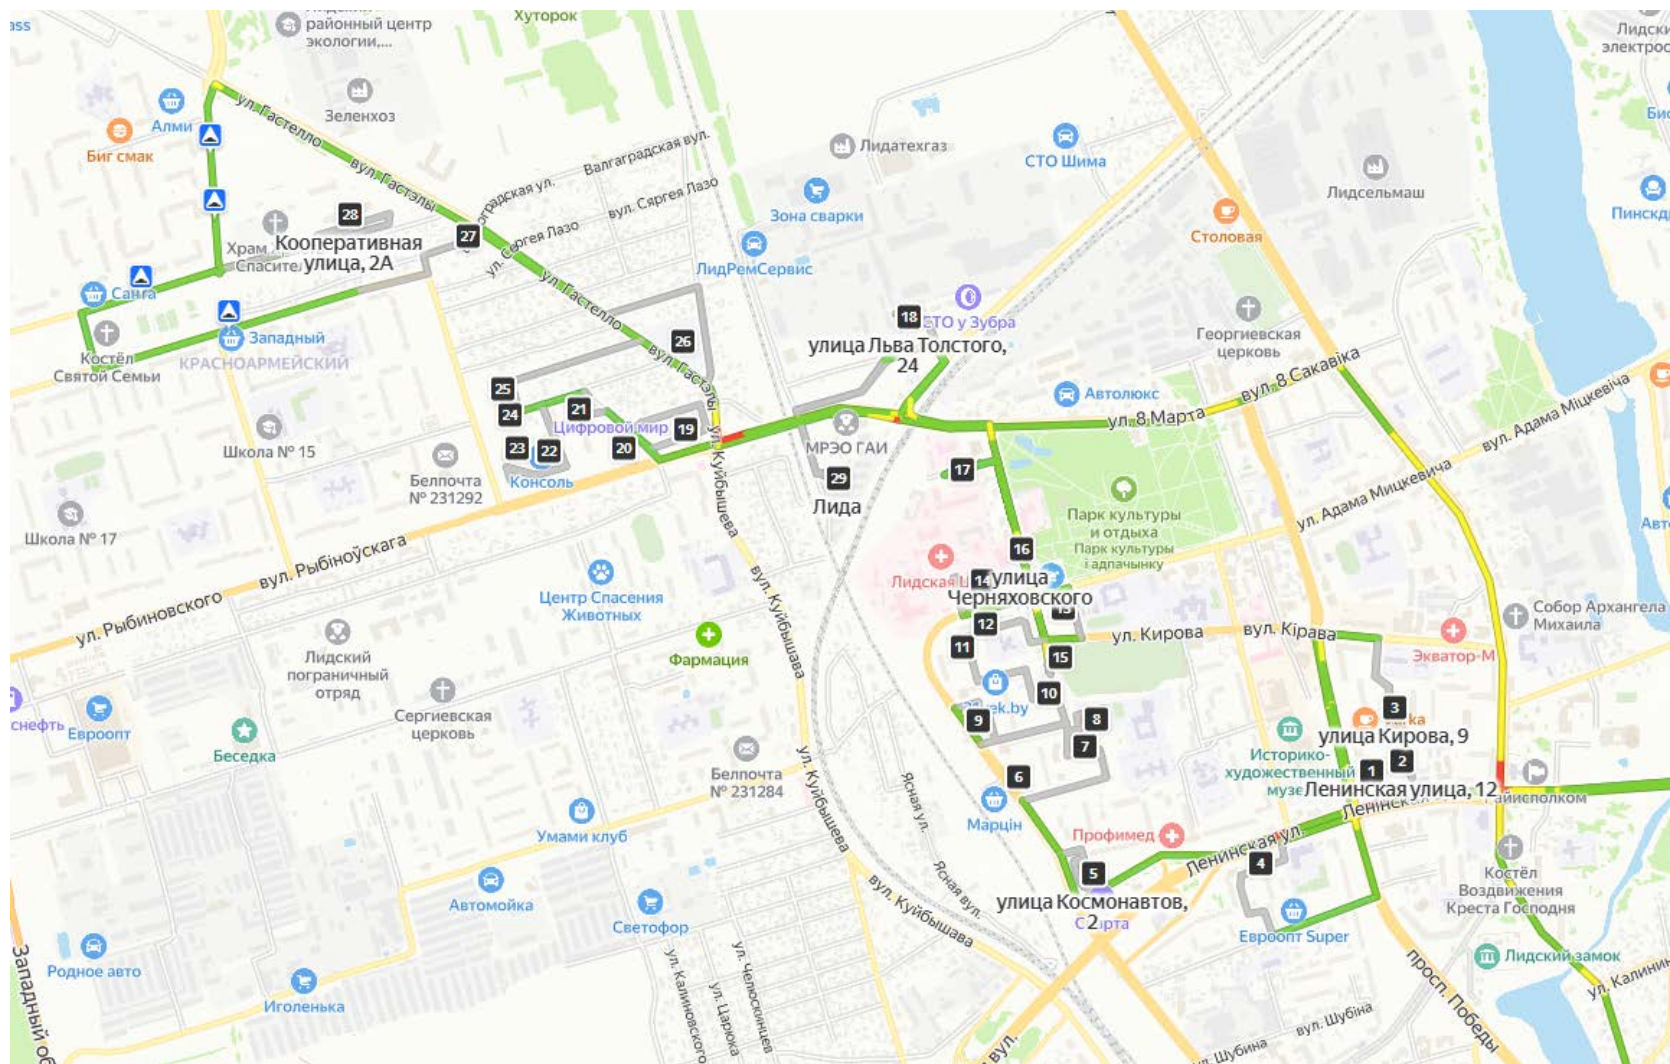 ass
районный центр
экологии,...
Хуторок
Лидск
электрос
Алми
Биг смак
Зеленхоз
ул. Гастелло
вул. Гастэлы
Валгаградская вул.
вул. Сяргея Лазо
Лидатехгаз
СТО Шима
Лидсельмаш
Зона сварки
Столовая
ЛидРемСервис
28
27
Кооперативная
улица, 2А
Санга
Западный
КРАСНОАРМЕЙСКИЙ
Костёл
Святой Семьи
ул. Гастелло
вул. Гастэлы
26
18
СТО у Зубра
улица Льва Толстого,
24
Георгиевская
церковь
вул. 8 Сакавіка
ул. 8 Марта
Автолюкс
вул. Адама Міцкевіча
ул. Адама Мицкевича
25
24
21
Цифровой мир
19
20
23
22
Консоль
МРЭО ГАИ
29
Лида
17
Школа № 15
Белпочта
№ 231292
Школа № 17
вул. Рыбіноўскага
ул. Рыбиновского
ул. Куйбышева
вул. Куйбышава
Парк культуры
и отдыха
Парк культуры
і адпачынку
16
14
улица
Черняховского
12
11
15
10
ул. Кирова
вул. Кірава
Экватор-М
Собор Архангела
Михаила
Центр Спасения
Животных
Фармация
Лидский
пограничный
отряд
Сергиевская
церковь
Евроопт
Беседка
9
8
7
6
3
улица Кирова, 9
Историко-
художественный
1
2
Ленинская улица, 12
Белпочта
№ 231284
Марцін
Профимед
Ленинская ул.
4
5
улица Космонавтов,
2
Ясная ул.
Ясная вул.
ул. Куйбышева
вул. Куйбышава
Умами клуб
Автомойка
Светофор
Родное авто
Иголенька
Евроопт Super
Костёл
Воздвижения
Креста Господня
Лидский замок
просп. Победы
вул. Шубіна
ул. Шубина
ул. Калиновского
ул. Царюка
ул. Челюскинцев